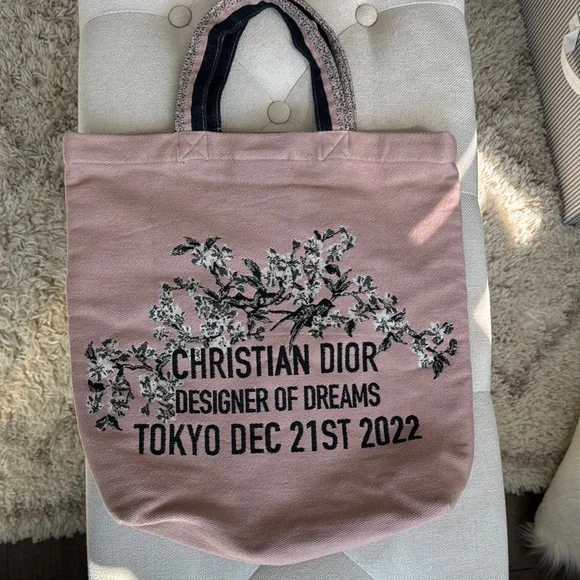 CHRISTIAN DIOR
DESIGNER OF DREAMS
TOKYO DEC 21ST 2022